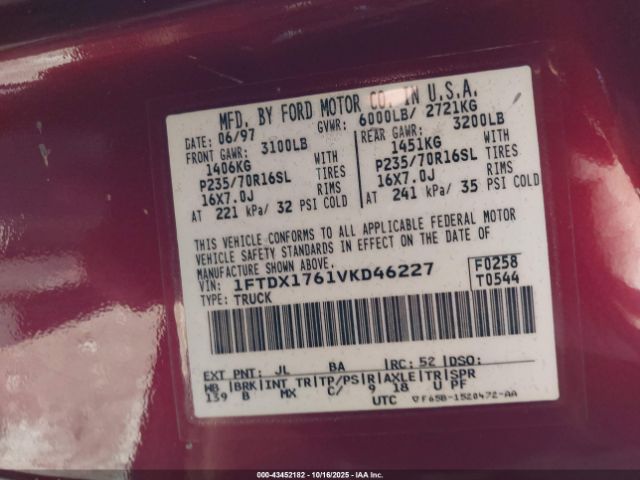 MFD. BY FORD MOTOR CO. IN U.S.A.
DATE: 06/97 GVWR: 6000LB/ 2721KG
FRONT GAWR: 3100LB REAR GAWR: 3200LB
1406KG WITH 1451KG WITH
P235/70R16SL TIRES P235/70R16SL TIRES
16X7.0J RIMS 16X7.0J RIMS
AT 221 kPa/ 32 PSI COLD AT 241 kPa/ 35 PSI COLD
THIS VEHICLE CONFORMS TO ALL APPLICABLE FEDERAL MOTOR
VEHICLE SAFETY STANDARDS IN EFFECT ON THE DATE OF
MANUFACTURE SHOWN ABOVE.
VIN: 1FTDX1761VKD46227 F0258
TYPE: TRUCK T0544
EXT PNT: JL BA RC: 52 DSO:
WB BRK INT TR TP/PS R AXLE TR SPR
139 B MX C/ 9 18 U PF
UTC ▽F65B-1520472-AA
000-43452182 - 10/16/2025 - IAA, Inc.